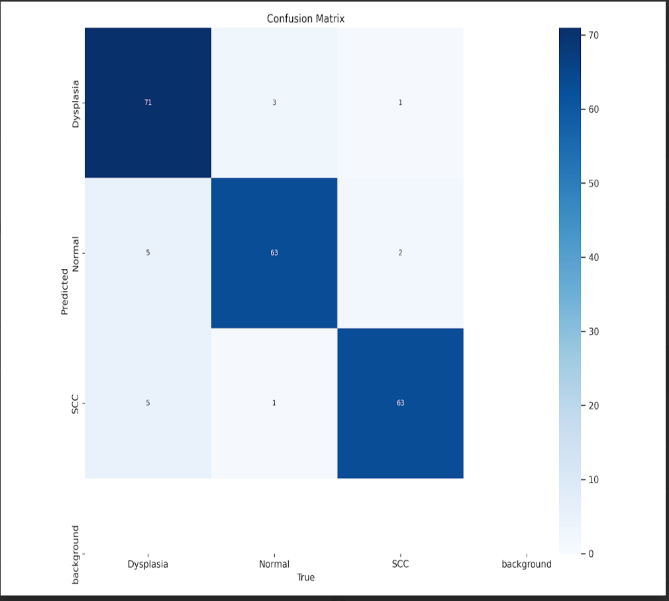 Confusion Matrix
Dysplasia
71
3
1
Normal
5
63
2
SCC
5
1
63
background
Predicted
Dysplasia
Normal
SCC
background
True
70
60
50
40
30
20
10
0